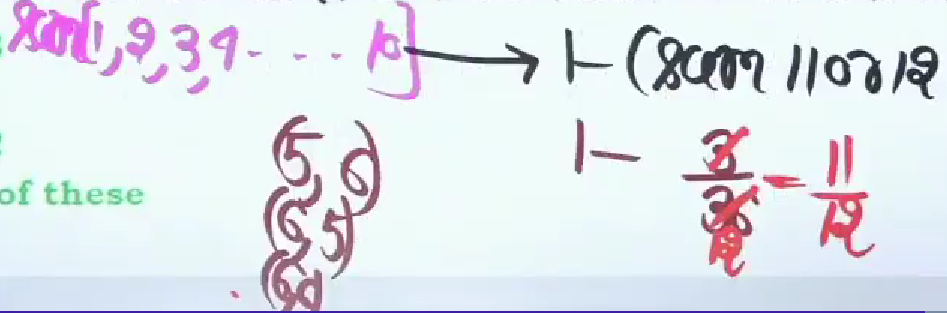 sum[1,2,3,4 - - - - 10] → 1 - (sum 11 or 12
(5, 6) 1 - 3/36 = 11/12
of these
(6, 5)
(6,6)
12